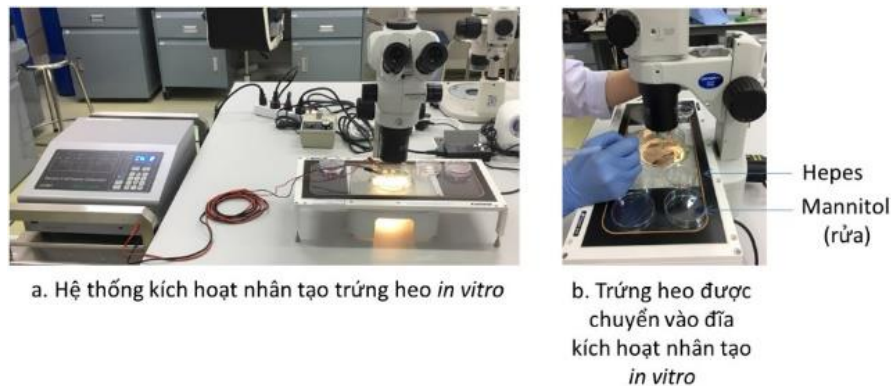 Hepes
Mannitol
(rửa)
a. Hệ thống kích hoạt nhân tạo trứng heo in vitro
b. Trứng heo được
chuyển vào đĩa
kích hoạt nhân tạo
in vitro